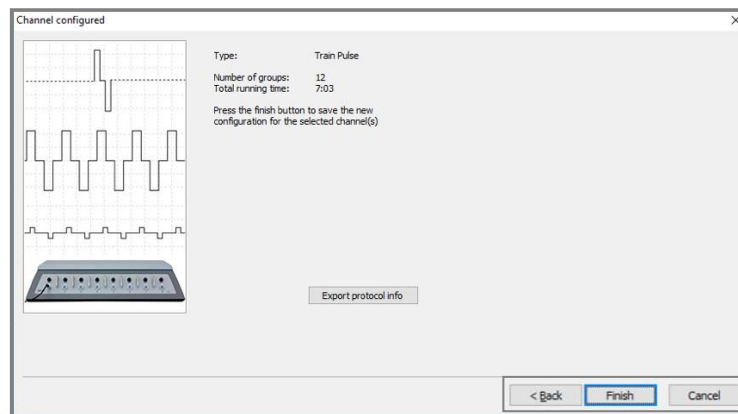 Channel configured
Type: Train Pulse
Number of groups: 12
Total running time: 7:03
Press the finish button to save the new
configuration for the selected channel(s)
Export protocol info
< Back Finish Cancel